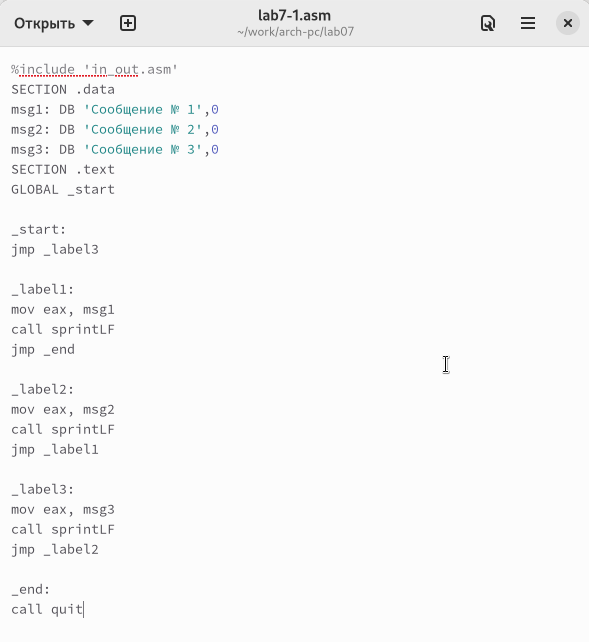 Открыть
lab7-1.asm
~/work/arch-pc/lab07
%include 'in_out.asm'
SECTION .data
msg1: DB 'Сообщение № 1',0
msg2: DB 'Сообщение № 2',0
msg3: DB 'Сообщение № 3',0
SECTION .text
GLOBAL _start
_start:
jmp _label3
_label1:
mov eax, msg1
call sprintLF
jmp _end
_label2:
mov eax, msg2
call sprintLF
jmp _label1
_label3:
mov eax, msg3
call sprintLF
jmp _label2
_end:
call quit